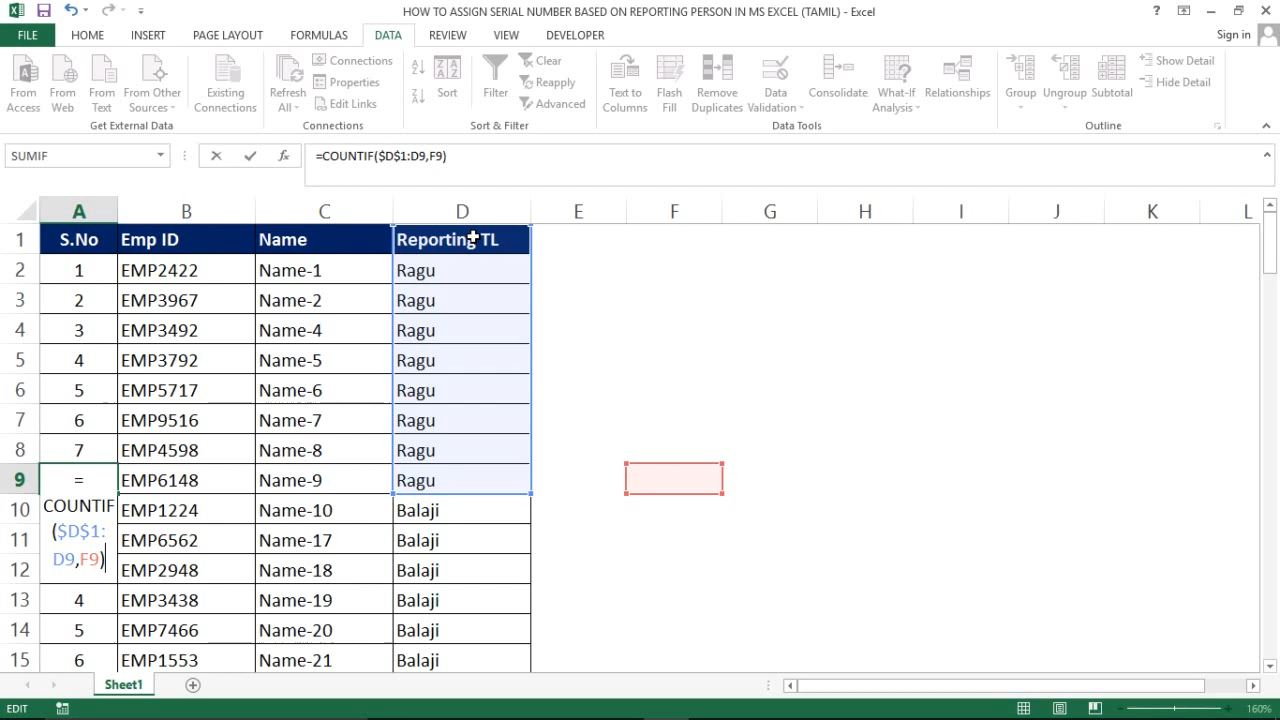 HOW TO ASSIGN SERIAL NUMBER BASED ON REPORTING PERSON IN MS EXCEL (TAMIL) - Excel
?
FILE HOME INSERT PAGE LAYOUT FORMULAS DATA REVIEW VIEW DEVELOPER Sign in
From Access From Web From Text From Other Sources Existing Connections
Get External Data
Refresh All Connections Properties Edit Links
Connections
Sort Filter Clear Reapply Advanced
Sort & Filter
Text to Columns Flash Fill Remove Duplicates Data Validation Consolidate What-If Analysis Relationships
Data Tools
Group Ungroup Subtotal Show Detail Hide Detail
Outline
SUMIF =COUNTIF($D$1:D9,F9)
A B C D E F G H I J K L
1 S.No Emp ID Name Reporting TL
2 1 EMP2422 Name-1 Ragu
3 2 EMP3967 Name-2 Ragu
4 3 EMP3492 Name-4 Ragu
5 4 EMP3792 Name-5 Ragu
6 5 EMP5717 Name-6 Ragu
7 6 EMP9516 Name-7 Ragu
8 7 EMP4598 Name-8 Ragu
9 = EMP6148 Name-9 Ragu
10 COUNTIF EMP1224 Name-10 Balaji
11 ($D$1: EMP6562 Name-17 Balaji
12 D9,F9) EMP2948 Name-18 Balaji
13 4 EMP3438 Name-19 Balaji
14 5 EMP7466 Name-20 Balaji
15 6 EMP1553 Name-21 Balaji
Sheet1
EDIT 160%